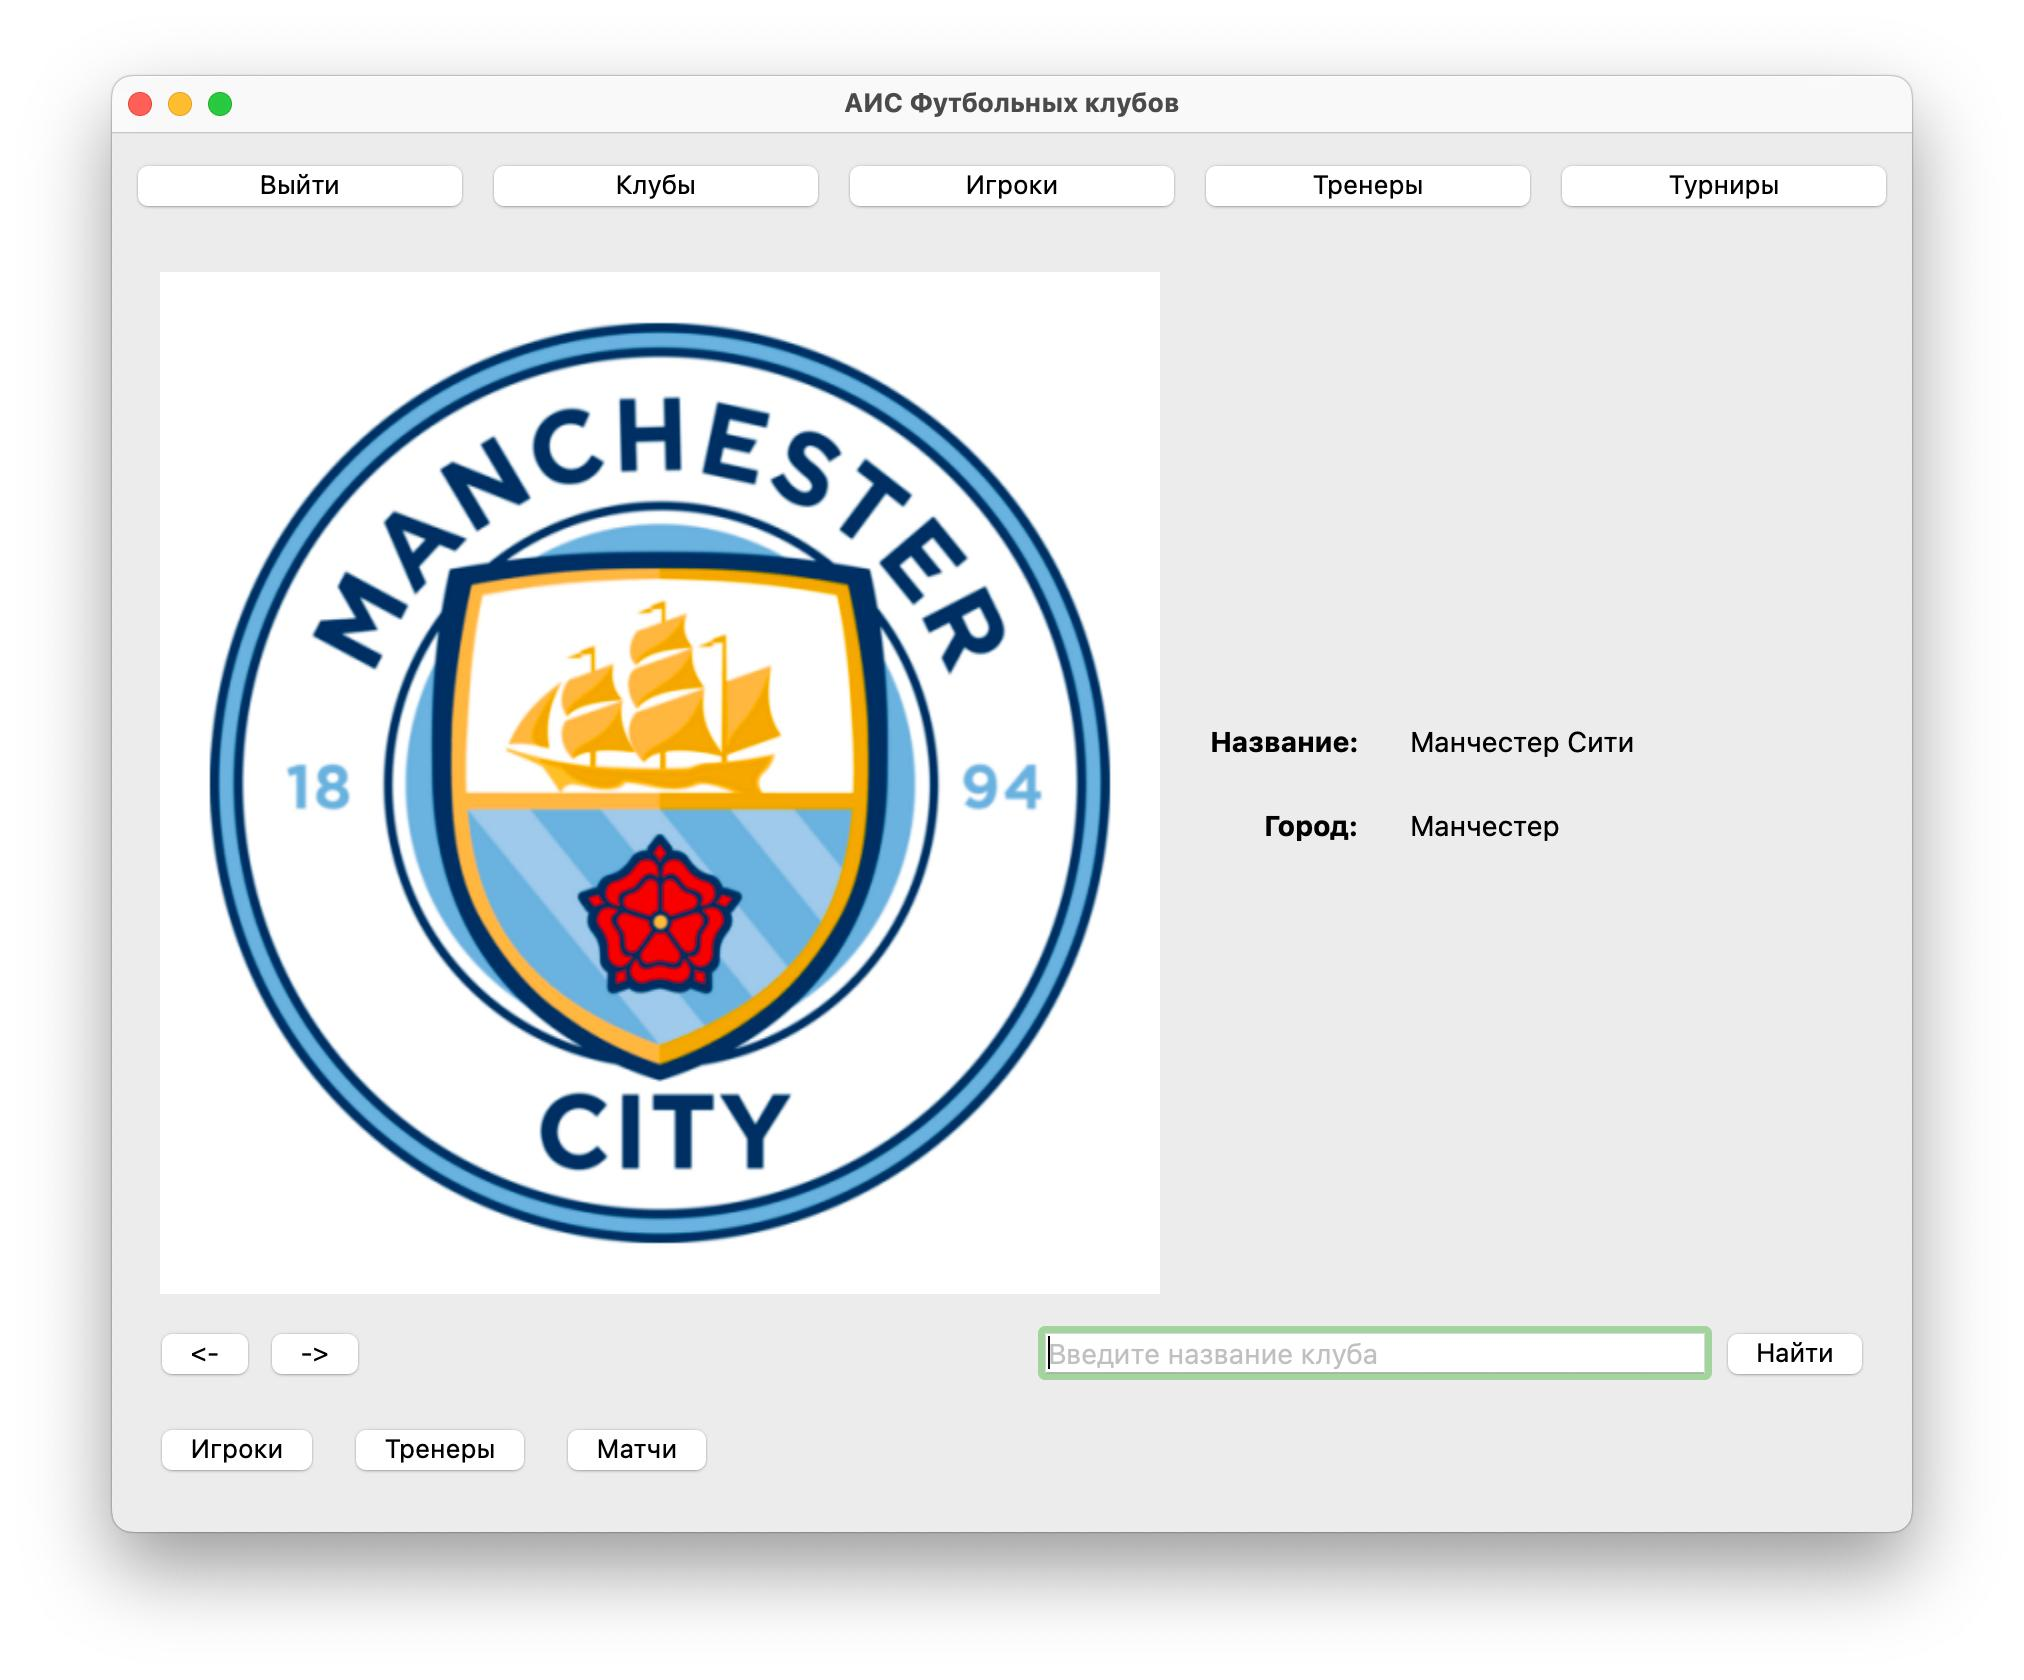 АИС Футбольных клубов
Выйти Клубы Игроки Тренеры Турниры
MANCHESTER
18 94
CITY
Название: Манчестер Сити
Город: Манчестер
<- -> Введите название клуба Найти
Игроки Тренеры Матчи